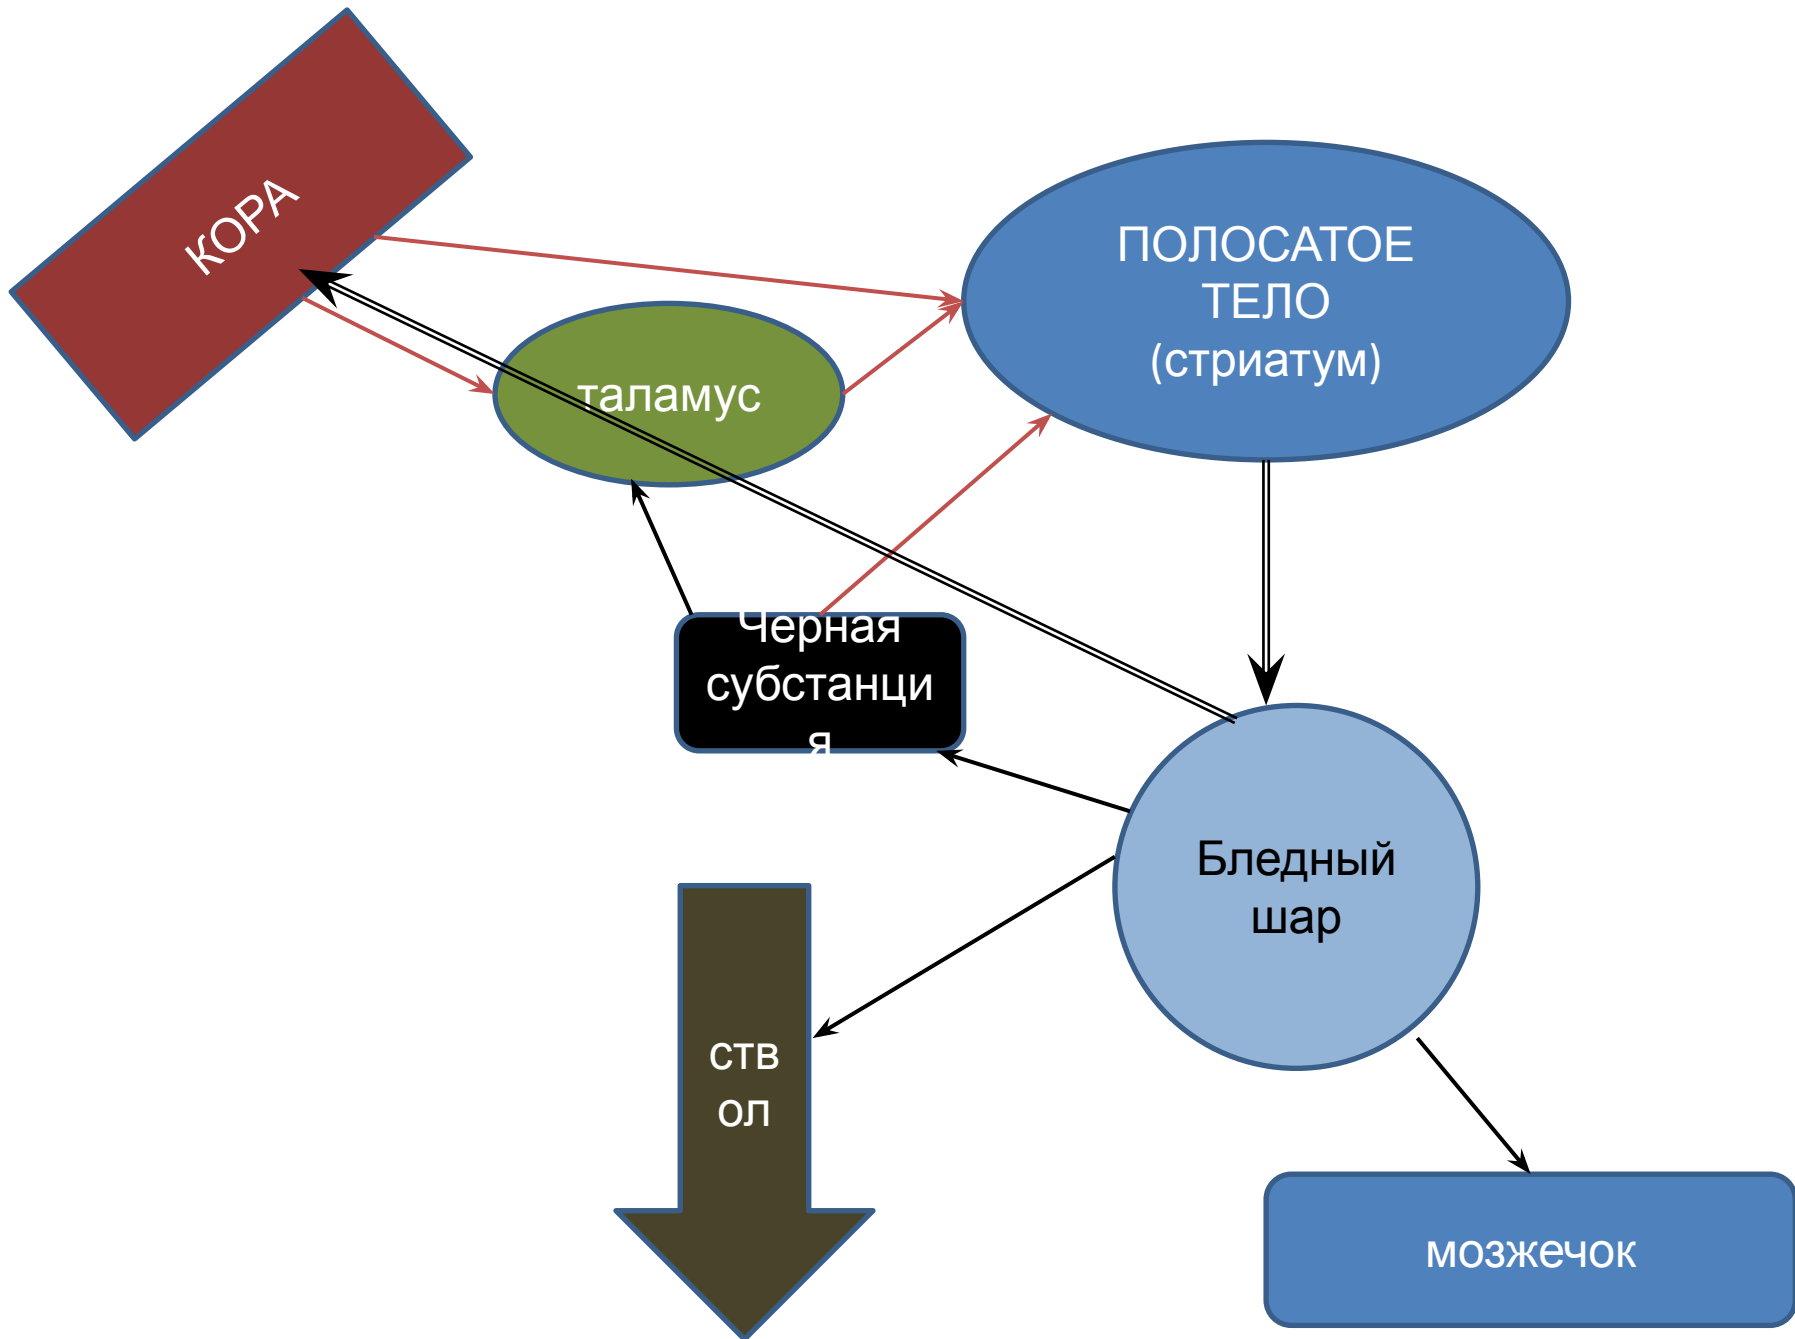 КОРА
ПОЛОСАТОЕ
ТЕЛО
(стриатум)
таламус
Черная
субстанци
я
Бледный
шар
ств
ол
мозжечок